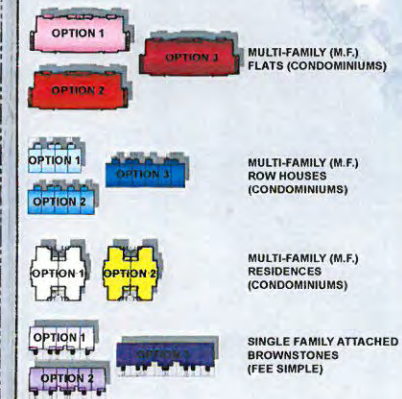 OPTION 1
OPTION 3
OPTION 2
MULTI-FAMILY (M.F.)
FLATS (CONDOMINIUMS)
OPTION 1
OPTION 3
OPTION 2
MULTI-FAMILY (M.F.)
ROW HOUSES
(CONDOMINIUMS)
OPTION 1
OPTION 2
MULTI-FAMILY (M.F.)
RESIDENCES
(CONDOMINIUMS)
OPTION 1
OPTION 3
OPTION 2
SINGLE FAMILY ATTACHED
BROWNSTONES
(FEE SIMPLE)